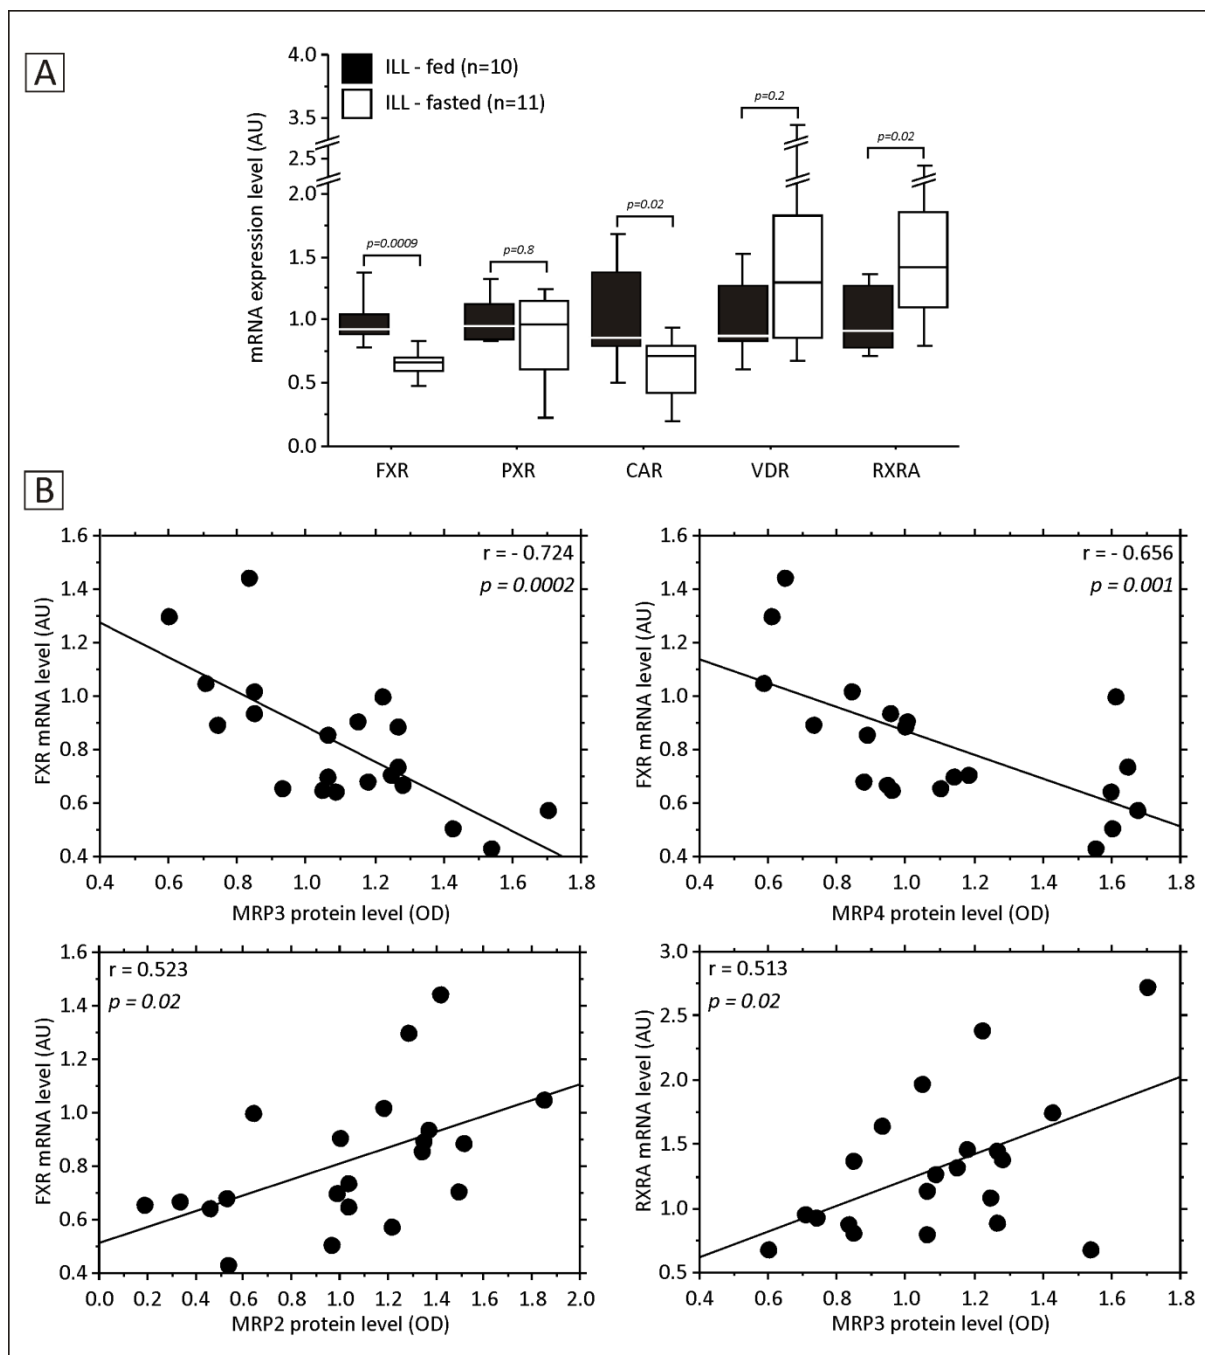 A
ILL - fed (n=10)
ILL - fasted (n=11)
mRNA expression level (AU)
4.0
3.5
2.5
2.0
1.5
1.0
0.5
0.0
p=0.0009
p=0.8
p=0.02
p=0.2
p=0.02
FXR PXR CAR VDR RXRA
B
FXR mRNA level (AU)
1.6
1.4
1.2
1.0
0.8
0.6
0.4
r = - 0.724
p = 0.0002
0.4 0.6 0.8 1.0 1.2 1.4 1.6 1.8
MRP3 protein level (OD)
FXR mRNA level (AU)
1.6
1.4
1.2
1.0
0.8
0.6
0.4
r = - 0.656
p = 0.001
0.4 0.6 0.8 1.0 1.2 1.4 1.6 1.8
MRP4 protein level (OD)
FXR mRNA level (AU)
1.6
1.4
1.2
1.0
0.8
0.6
0.4
r = 0.523
p = 0.02
0.0 0.2 0.4 0.6 0.8 1.0 1.2 1.4 1.6 1.8 2.0
MRP2 protein level (OD)
RXRA mRNA level (AU)
3.0
2.5
2.0
1.5
1.0
0.5
r = 0.513
p = 0.02
0.4 0.6 0.8 1.0 1.2 1.4 1.6 1.8
MRP3 protein level (OD)